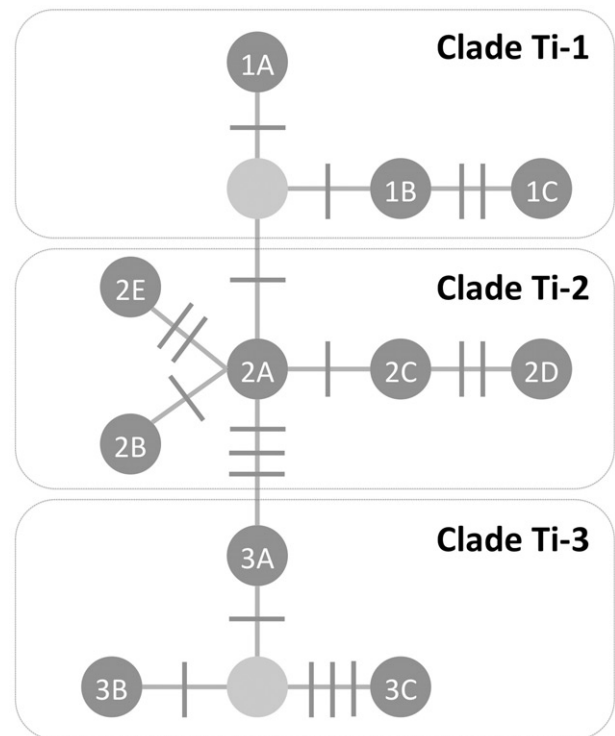 Clade Ti-1
1A
1B
1C
Clade Ti-2
2E
2A
2C
2D
2B
Clade Ti-3
3A
3B
3C